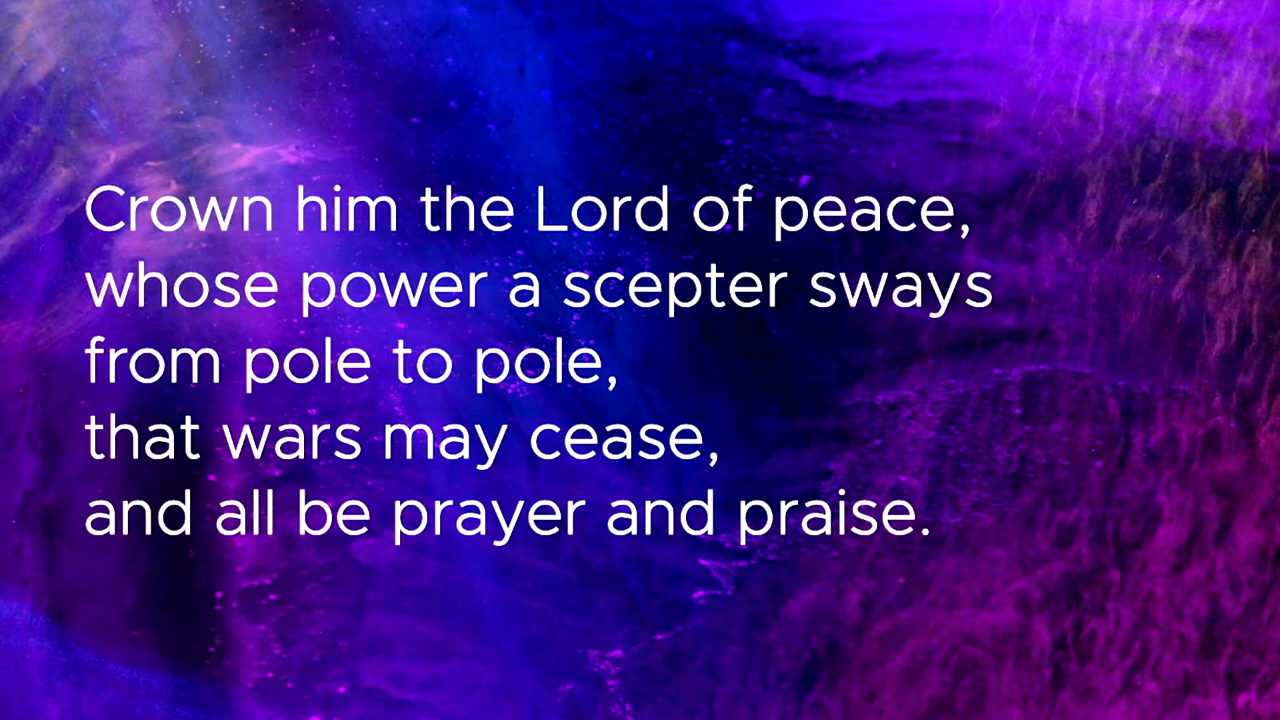 Crown him the Lord of peace,
whose power a scepter sways
from pole to pole,
that wars may cease,
and all be prayer and praise.